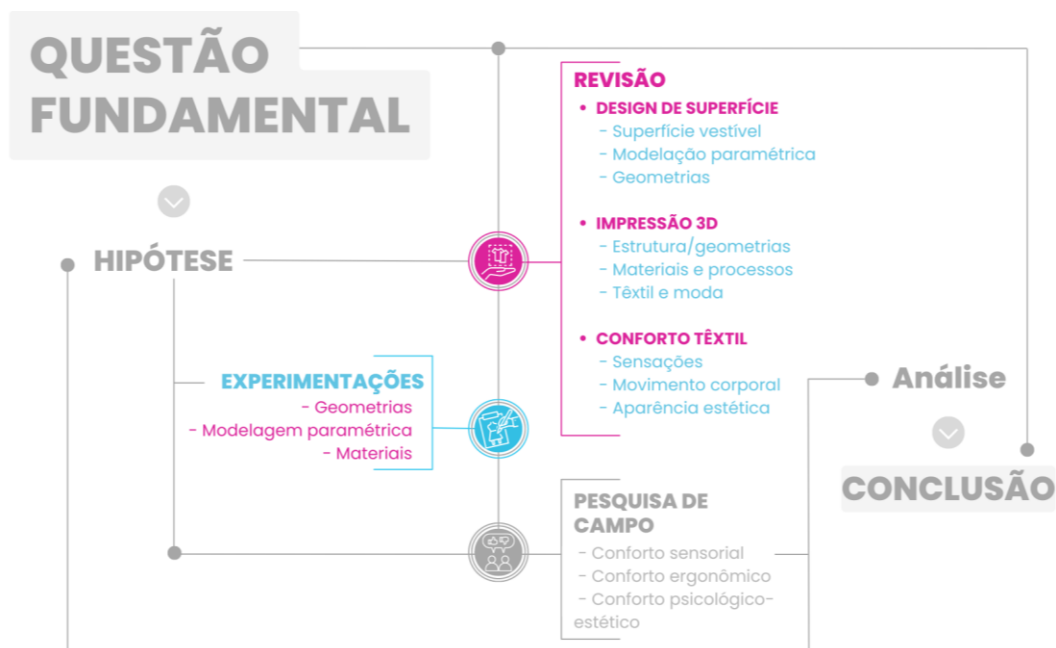 QUESTÃO
FUNDAMENTAL
HIPÓTESE
REVISÃO
• DESIGN DE SUPERFÍCIE
- Superfície vestível
- Modelação paramétrica
- Geometrias
• IMPRESSÃO 3D
- Estrutura/geometrias
- Materiais e processos
- Têxtil e moda
• CONFORTO TÊXTIL
- Sensações
- Movimento corporal
- Aparência estética
EXPERIMENTAÇÕES
- Geometrias
- Modelagem paramétrica
- Materiais
PESQUISA DE
CAMPO
- Conforto sensorial
- Conforto ergonômico
- Conforto psicológico-
estético
Análise
CONCLUSÃO